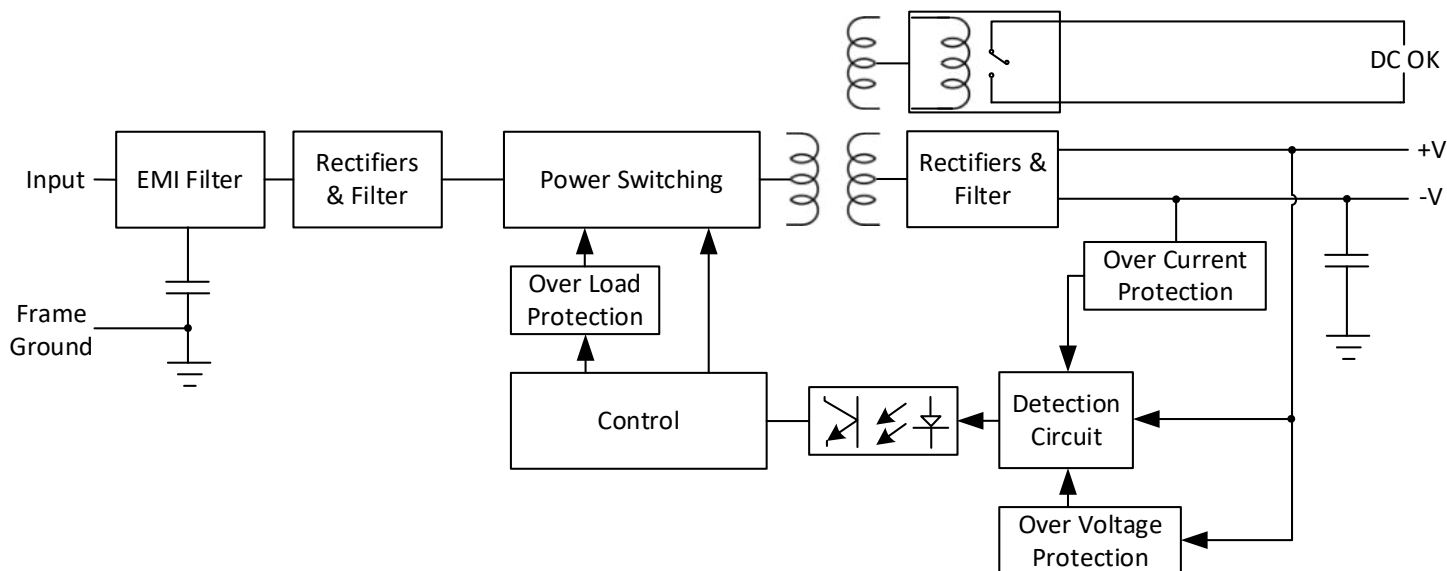 DC OK
Input
EMI Filter
Rectifiers
& Filter
Power Switching
Rectifiers &
Filter
+V
-V
Over Load
Protection
Over Current
Protection
Frame
Ground
Control
Detection
Circuit
Over Voltage
Protection